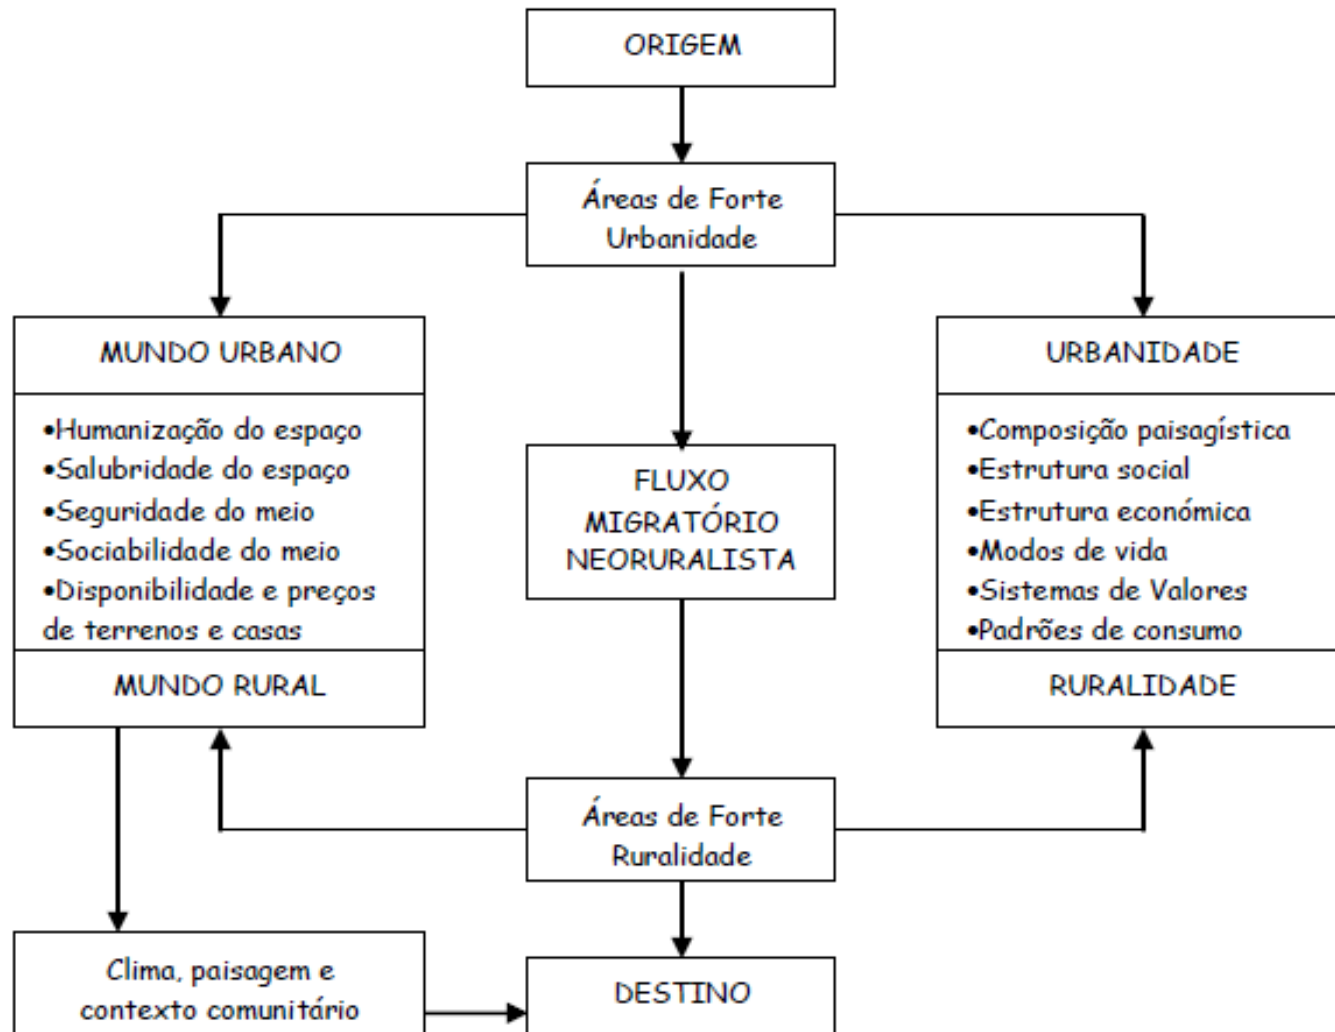 ORIGEM
Áreas de Forte
Urbanidade
MUNDO URBANO
•Humanização do espaço
•Salubridade do espaço
•Seguridade do meio
•Sociabilidade do meio
•Disponibilidade e preços
de terrenos e casas
MUNDO RURAL
FLUXO
MIGRATÓRIO
NEORURALISTA
URBANIDADE
•Composição paisagística
•Estrutura social
•Estrutura económica
•Modos de vida
•Sistemas de Valores
•Padrões de consumo
RURALIDADE
Áreas de Forte
Ruralidade
Clima, paisagem e
contexto comunitário
DESTINO